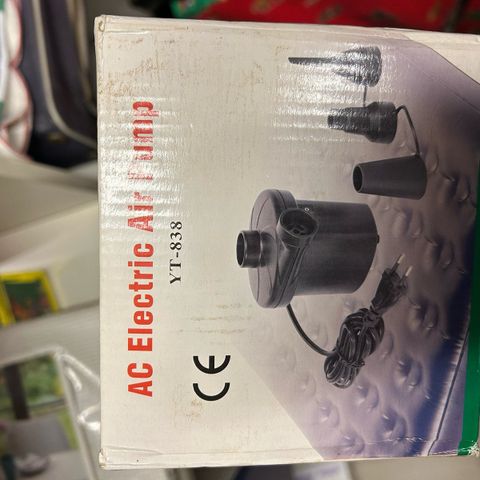 AC Electric Air Pump
YT-838
CE